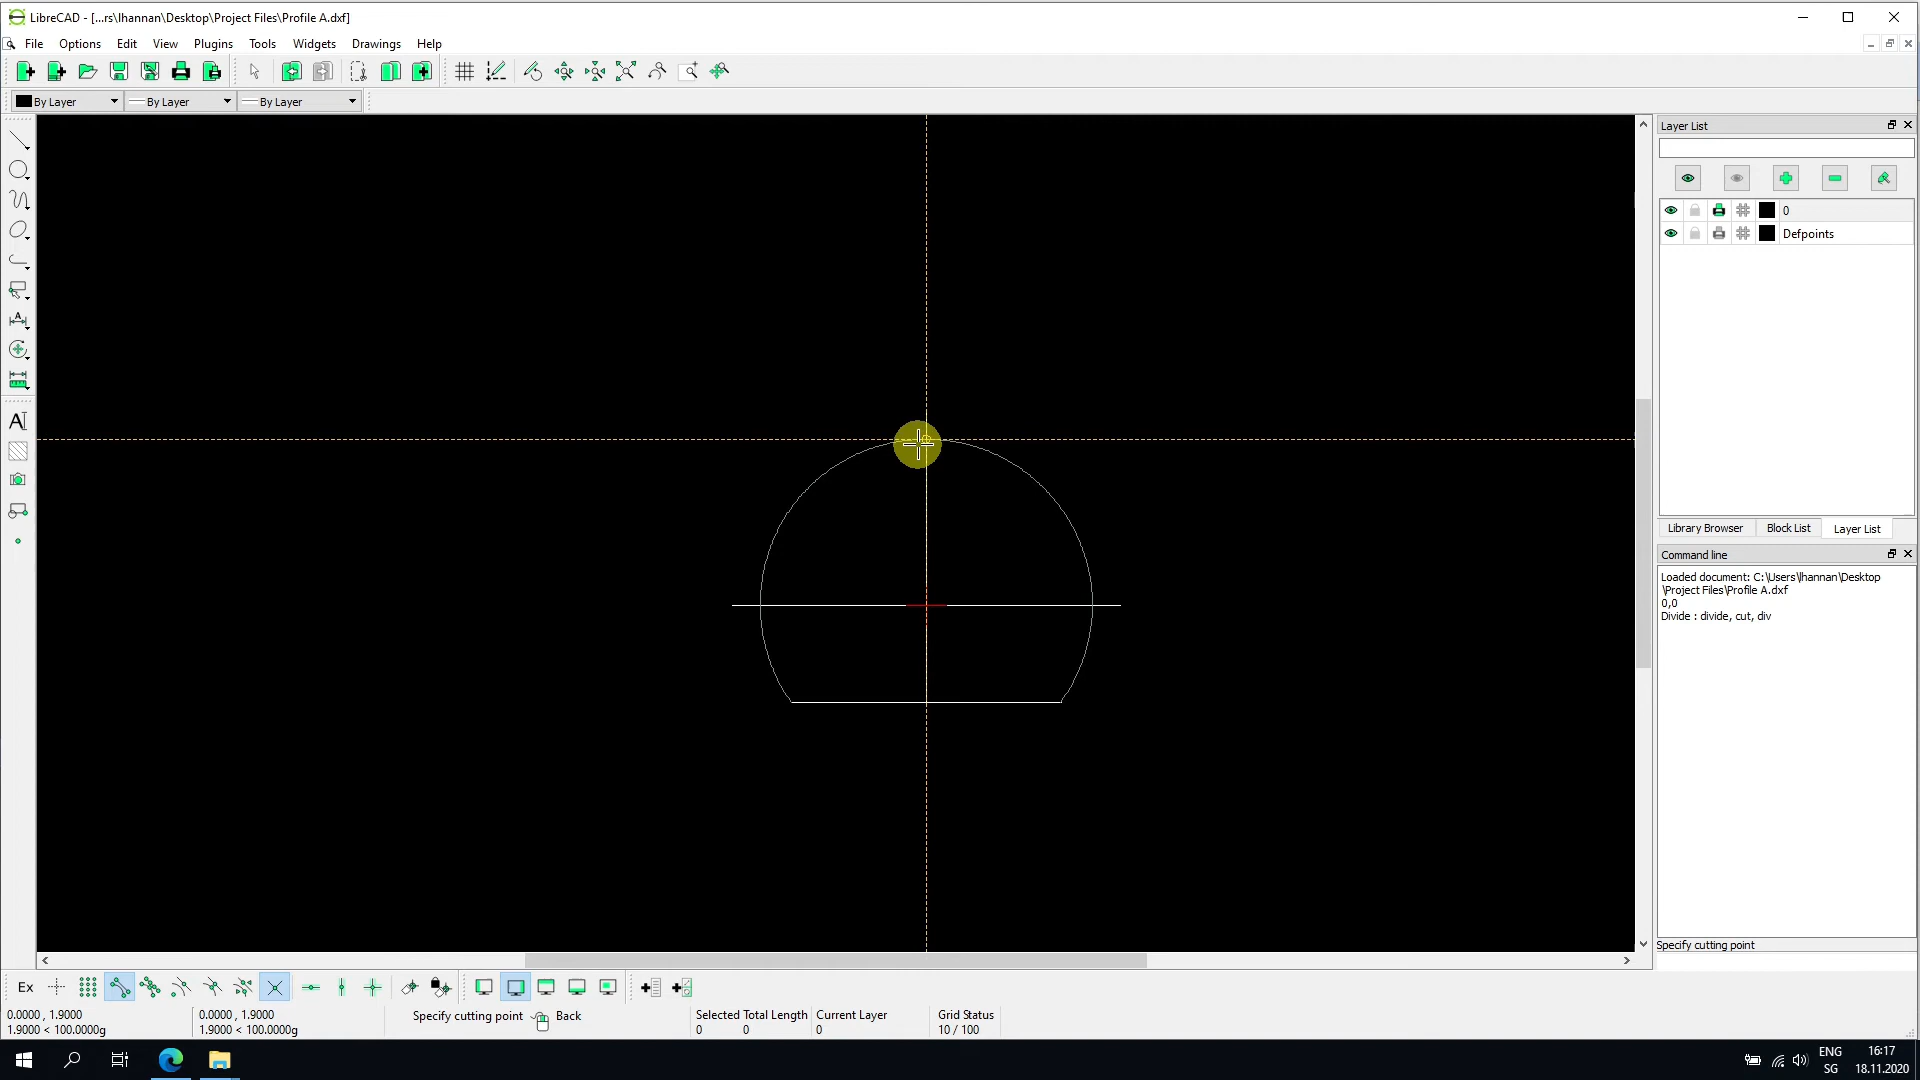 LibreCAD - [...rs\lhannan\Desktop\Project Files\Profile A.dxf]
File Options Edit View Plugins Tools Widgets Drawings Help
By Layer By Layer By Layer
Layer List
0
Defpoints
Library Browser Block List Layer List
Command line
Loaded document: C:\Users\lhannan\Desktop
\Project Files\Profile A.dxf
0,0
Divide : divide, cut, div
Specify cutting point
Ex
0.0000 , 1.9000 0.0000 , 1.9000 Specify cutting point Back Selected Total Length Current Layer Grid Status
1.9000 < 100.0000g 1.9000 < 100.0000g 0 0 0 10 / 100
ENG 16:17
SG 18.11.2020